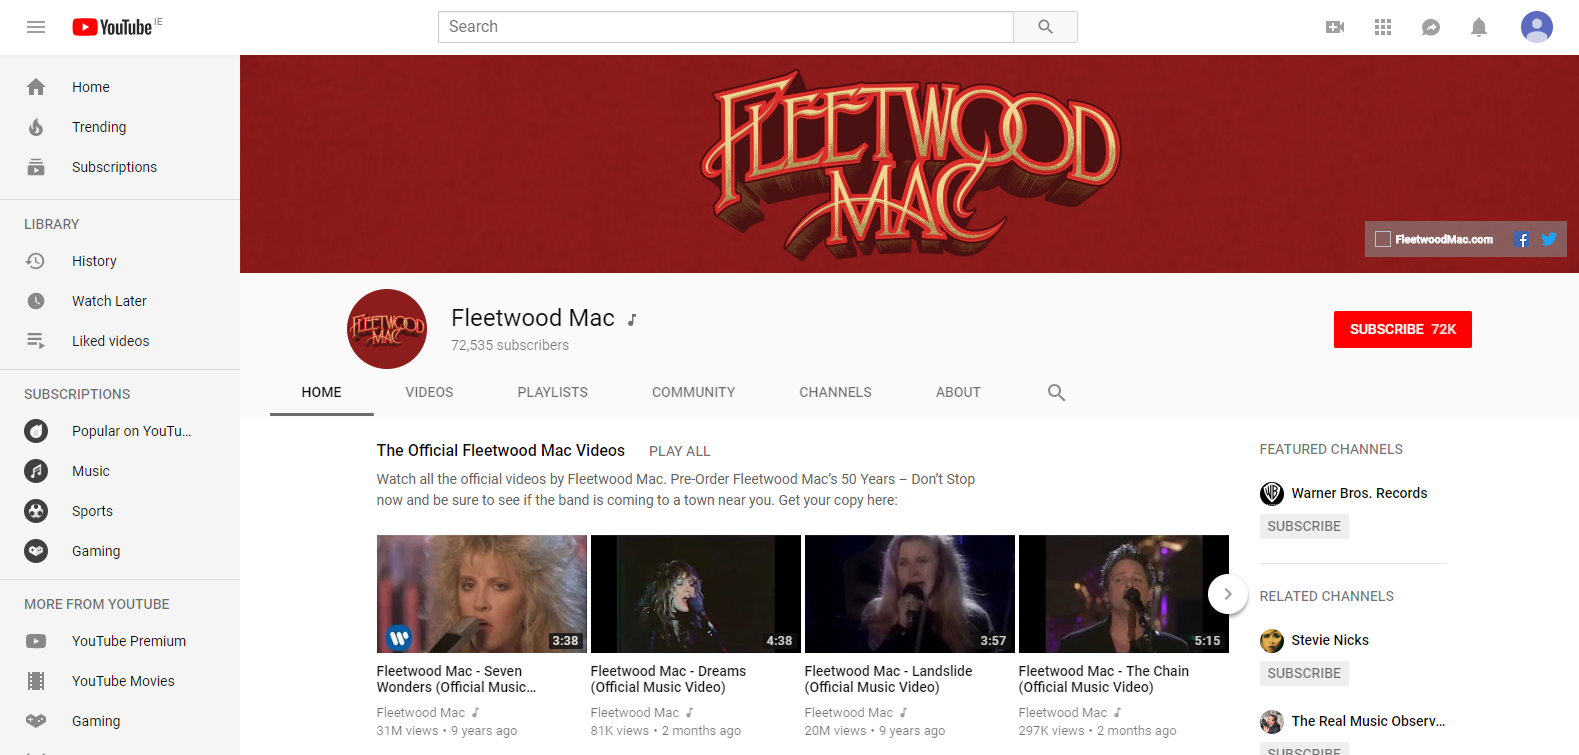 YouTube IE
Search
Home
Trending
Subscriptions
LIBRARY
History
Watch Later
Liked videos
SUBSCRIPTIONS
Popular on YouTu...
Music
Sports
Gaming
MORE FROM YOUTUBE
YouTube Premium
YouTube Movies
Gaming
FLEETWOOD
MAC
FleetwoodMac.com
FLEETWOOD
MAC
Fleetwood Mac
72,535 subscribers
SUBSCRIBE 72K
HOME VIDEOS PLAYLISTS COMMUNITY CHANNELS ABOUT
The Official Fleetwood Mac Videos PLAY ALL
Watch all the official videos by Fleetwood Mac. Pre-Order Fleetwood Mac’s 50 Years – Don’t Stop
now and be sure to see if the band is coming to a town near you. Get your copy here:
3:38
Fleetwood Mac - Seven
Wonders (Official Music...
Fleetwood Mac
31M views • 9 years ago
4:38
Fleetwood Mac - Dreams
(Official Music Video)
Fleetwood Mac
81K views • 2 months ago
3:57
Fleetwood Mac - Landslide
(Official Music Video)
Fleetwood Mac
20M views • 9 years ago
5:15
Fleetwood Mac - The Chain
(Official Music Video)
Fleetwood Mac
297K views • 2 months ago
FEATURED CHANNELS
Warner Bros. Records
SUBSCRIBE
RELATED CHANNELS
Stevie Nicks
SUBSCRIBE
The Real Music Observ...
SUBSCRIBE